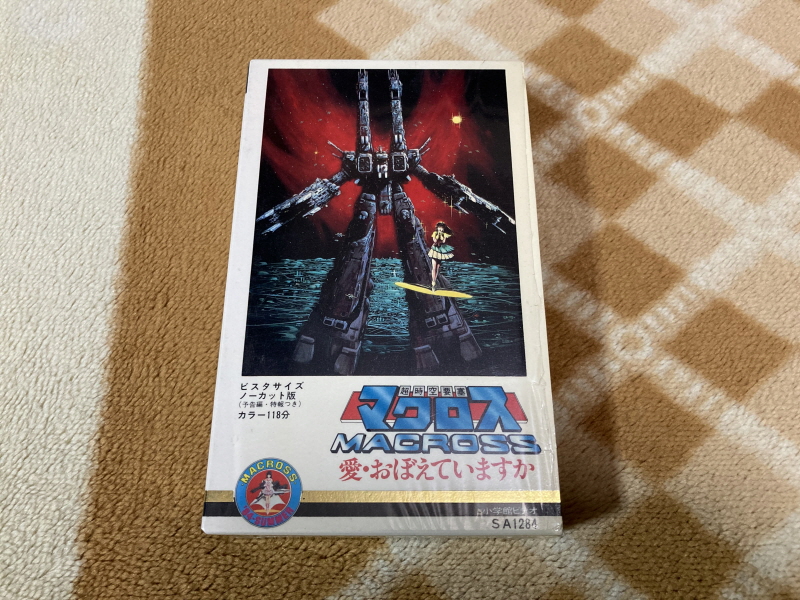 ビスタサイズ
ノーカット版
(予告編・特報つき)
カラー118分
超時空要塞
マクロス
MACROSS
愛・おぼえていますか
MACROSS
小学館ビデオ
SA1284